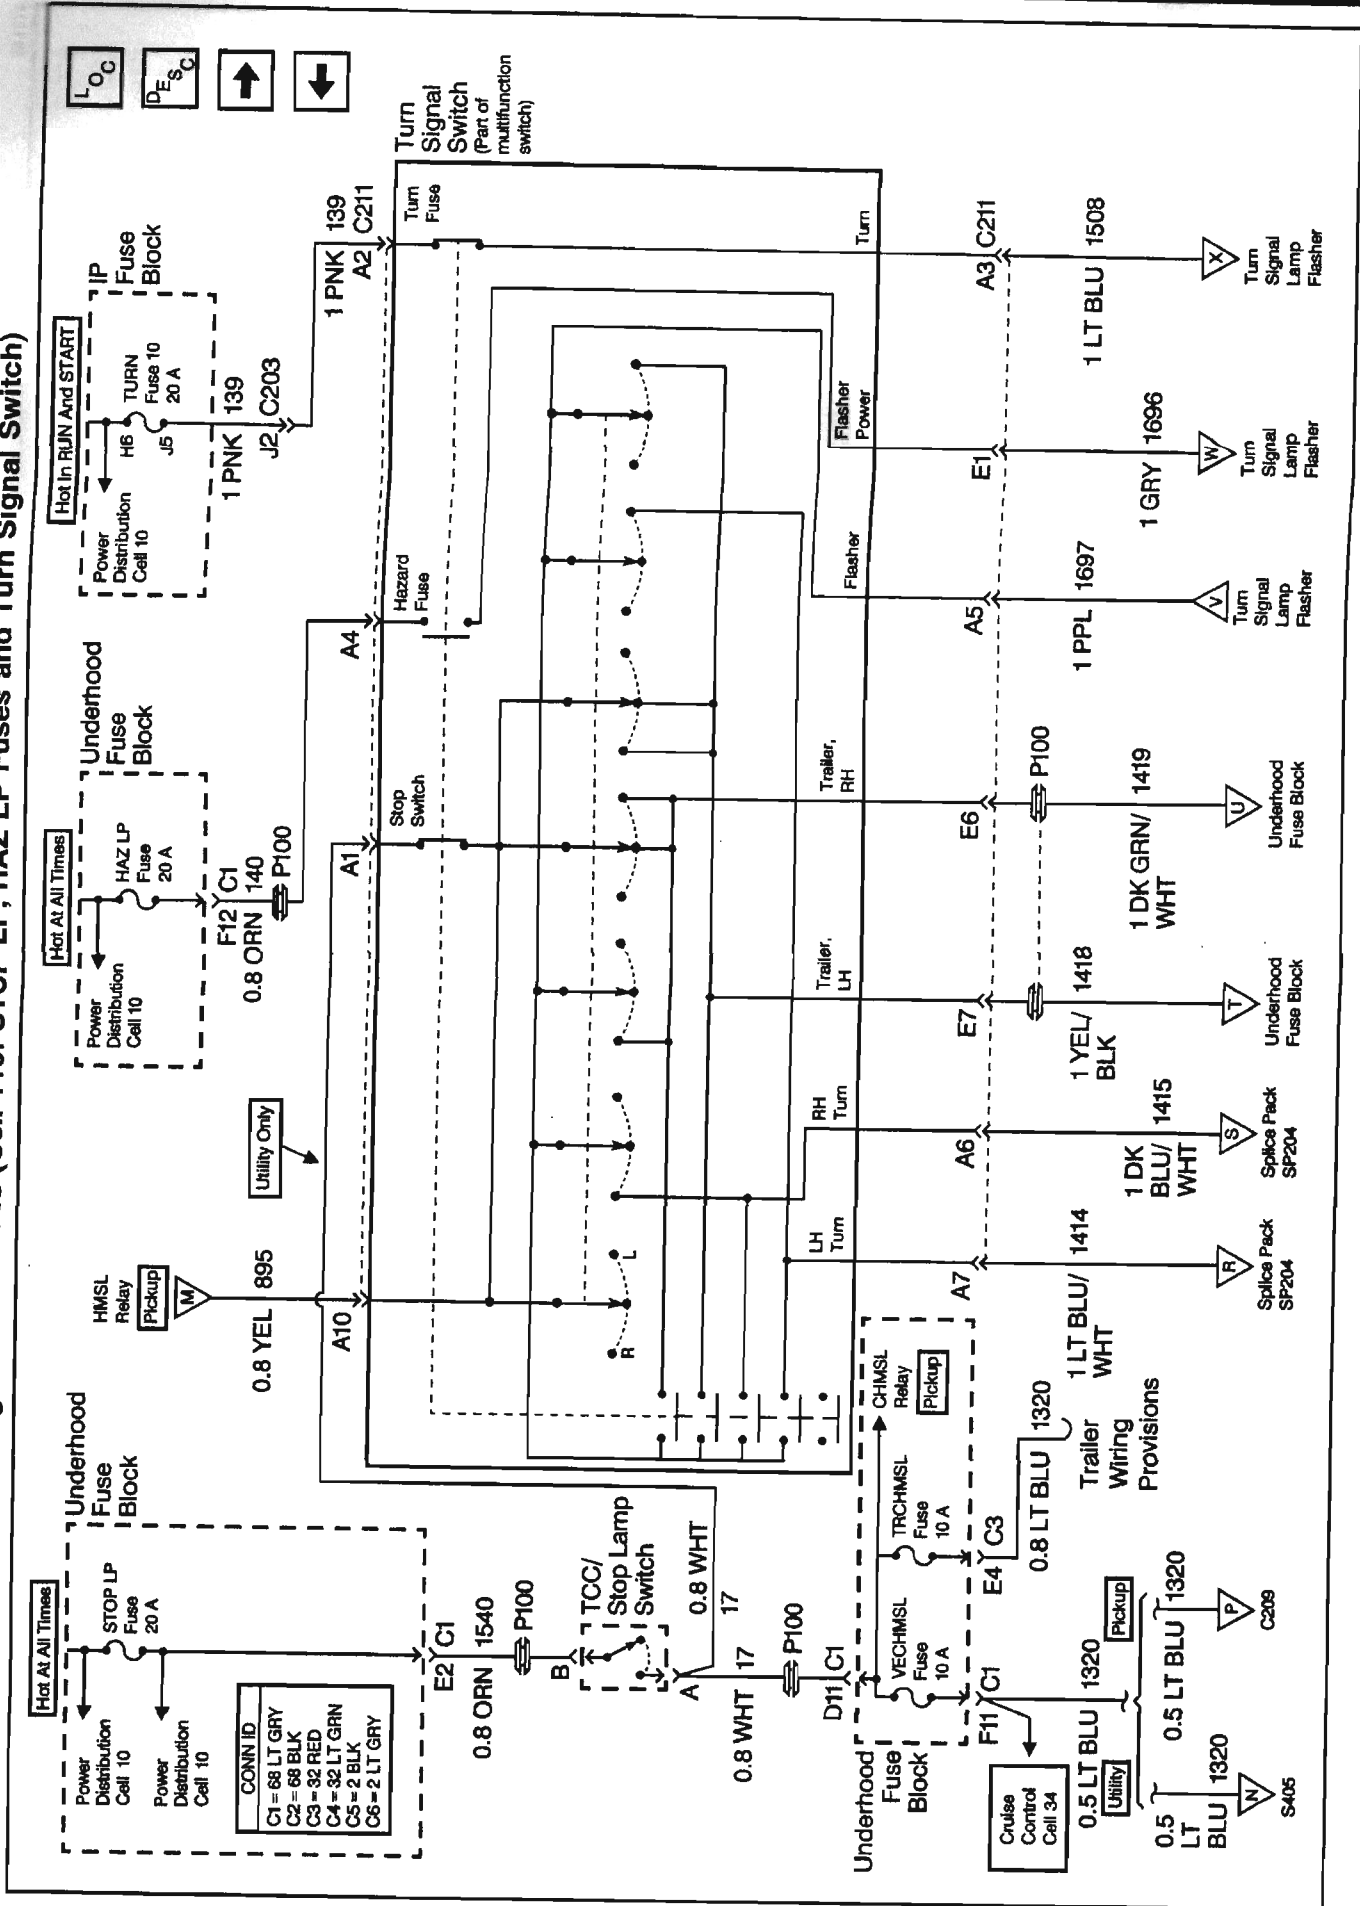 STOP LP, HAZ LP Fuses and Turn Signal Switch)
LOC
DESC
Hot At All Times
Underhood
Fuse
Block
STOP LP
Fuse
20 A
Power
Distribution
Cell 10
Power
Distribution
Cell 10
CONN ID
C1 = 68 LT GRY
C2 = 68 BLK
C3 = 32 RED
C4 = 32 LT GRN
C5 = 2 BLK
C6 = 2 LT GRY
E2 C1
0.8 ORN 1540
P100
B
TCC/
Stop Lamp
Switch
A
0.8 WHT
17
0.8 WHT 17
P100
D11 C1
Underhood
Fuse
Block
VECHMSL
Fuse
10 A
TRCHMSL
Fuse
10 A
CHMSL
Relay
Pickup
F11 C1
E4 C3
0.8 LT BLU 1320
Trailer
Wiring
Provisions
Cruise
Control
Cell 34
0.5 LT BLU 1320
Utility
Pickup
0.5
LT
BLU 1320
N
S405
0.5 LT BLU 1320
P
C209
HMSL
Relay
Pickup
M
0.8 YEL 895
A10
Utility Only
Hot At All Times
Underhood
Fuse
Block
HAZ LP
Fuse
20 A
Power
Distribution
Cell 10
F12 C1
0.8 ORN 140
P100
A1
A4
Hot In RUN And START
IP
Fuse
Block
TURN
Fuse 10
20 A
H6
J5
Power
Distribution
Cell 10
1 PNK 139
J2 C203
1 PNK 139
A2 C211
Turn
Signal
Switch
(Part of
multifunction
switch)
Stop
Switch
Hazard
Fuse
Turn
Fuse
R
L
LH
Turn
RH
Turn
Trailer,
LH
Trailer,
RH
Flasher
Flasher
Power
Turn
A7
A6
E7
E6
A5
E1
A3 C211
P100
1 LT BLU/
WHT
1414
1 DK
BLU/
WHT
1415
1 YEL/
BLK
1418
1 DK GRN/
WHT
1419
1 PPL 1697
1 GRY 1696
1 LT BLU 1508
R
Splice Pack
SP204
S
Splice Pack
SP204
T
Underhood
Fuse Block
U
Underhood
Fuse Block
V
Turn
Signal
Lamp
Flasher
W
Turn
Signal
Lamp
Flasher
X
Turn
Signal
Lamp
Flasher